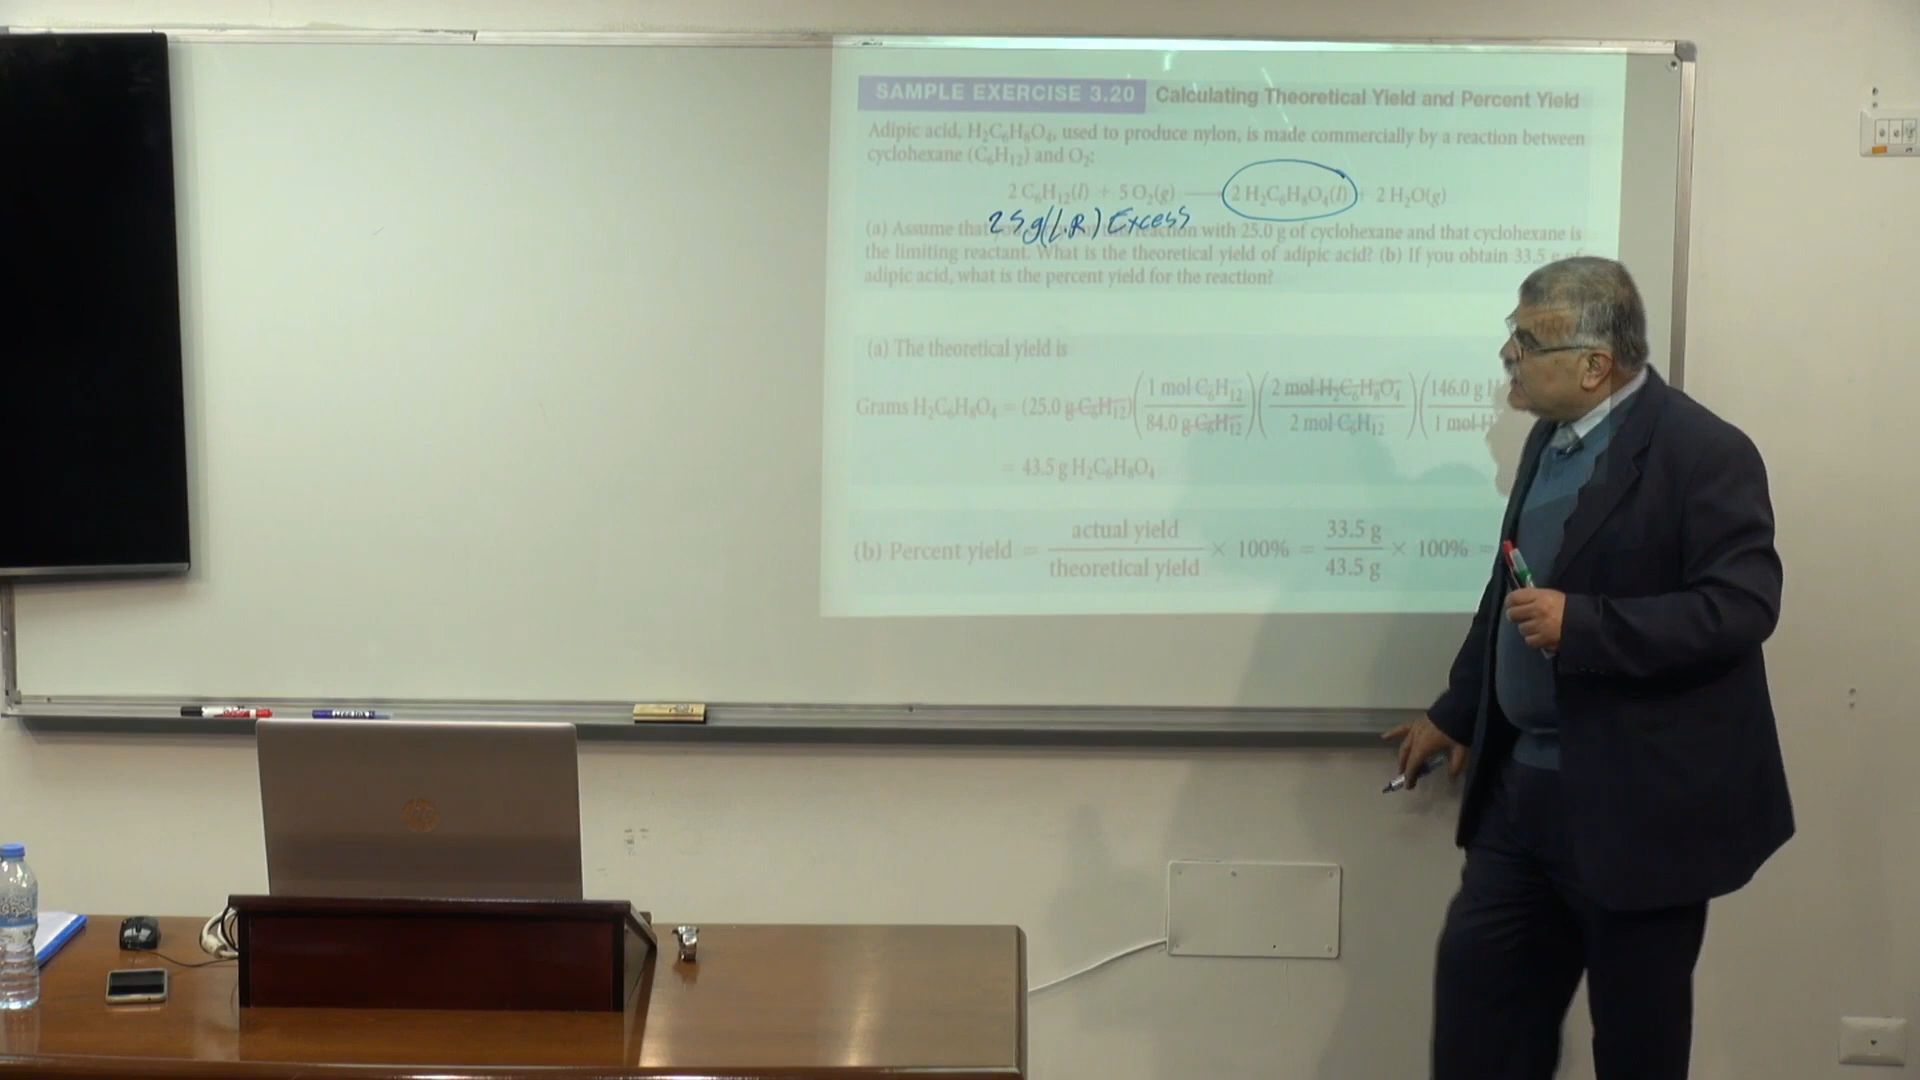 SAMPLE EXERCISE 3.20 Calculating Theoretical Yield and Percent Yield
Adipic acid, H₂C₆H₈O₄, used to produce nylon, is made commercially by a reaction between
cyclohexane (C₆H₁₂) and O₂:
2 C₆H₁₂(l) + 5 O₂(g) ⟶ 2 H₂C₆H₈O₄(l) + 2 H₂O(g)
25g (L.R) Excess
(a) Assume that reaction with 25.0 g of cyclohexane and that cyclohexane is
the limiting reactant. What is the theoretical yield of adipic acid? (b) If you obtain 33.5 g of
adipic acid, what is the percent yield for the reaction?
(a) The theoretical yield is
Grams H₂C₆H₈O₄ = (25.0 g C₆H₁₂)(1 mol C₆H₁₂ / 84.0 g C₆H₁₂)(2 mol H₂C₆H₈O₄ / 2 mol C₆H₁₂)(146.0 g H / 1 mol H
= 43.5 g H₂C₆H₈O₄
(b) Percent yield = actual yield / theoretical yield × 100% = 33.5 g / 43.5 g × 100% =
hp